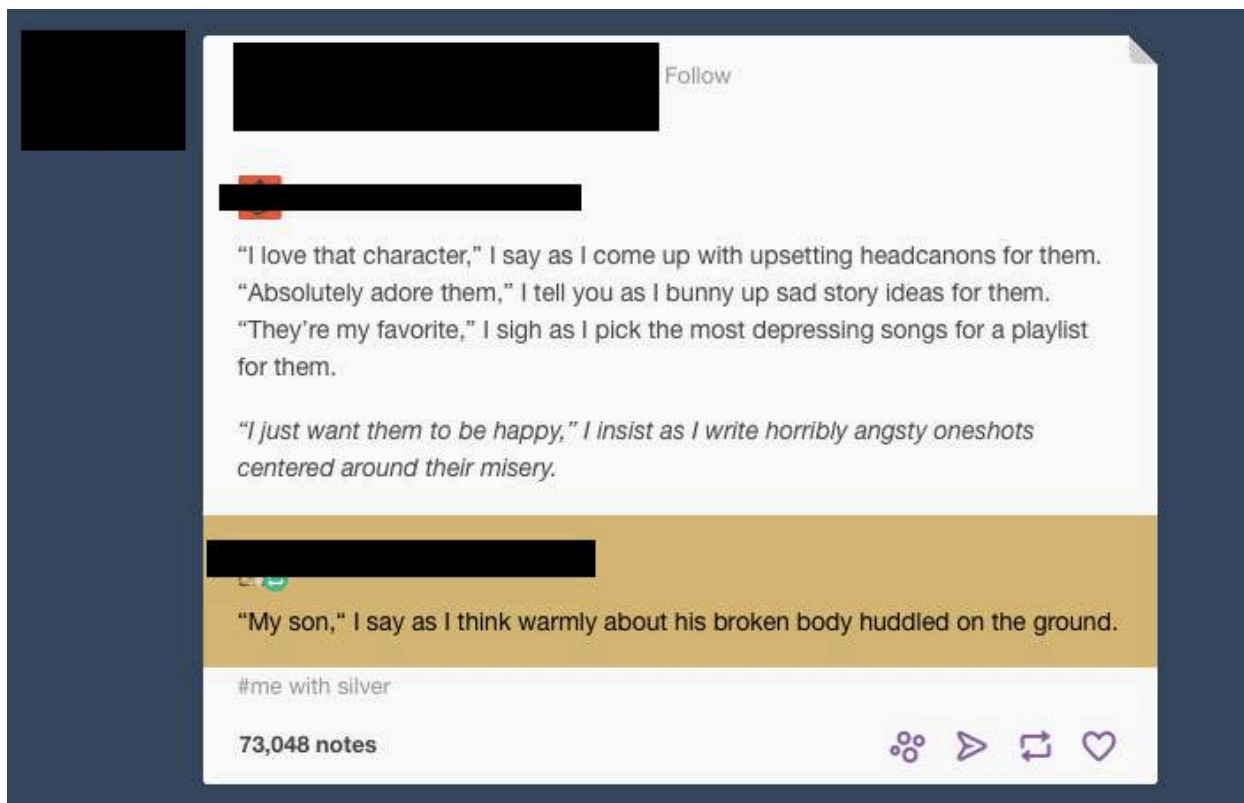 Follow
“I love that character,” I say as I come up with upsetting headcanons for them.
“Absolutely adore them,” I tell you as I bunny up sad story ideas for them.
“They’re my favorite,” I sigh as I pick the most depressing songs for a playlist
for them.
“I just want them to be happy,” I insist as I write horribly angsty oneshots
centered around their misery.
“My son,“ I say as I think warmly about his broken body huddled on the ground.
#me with silver
73,048 notes